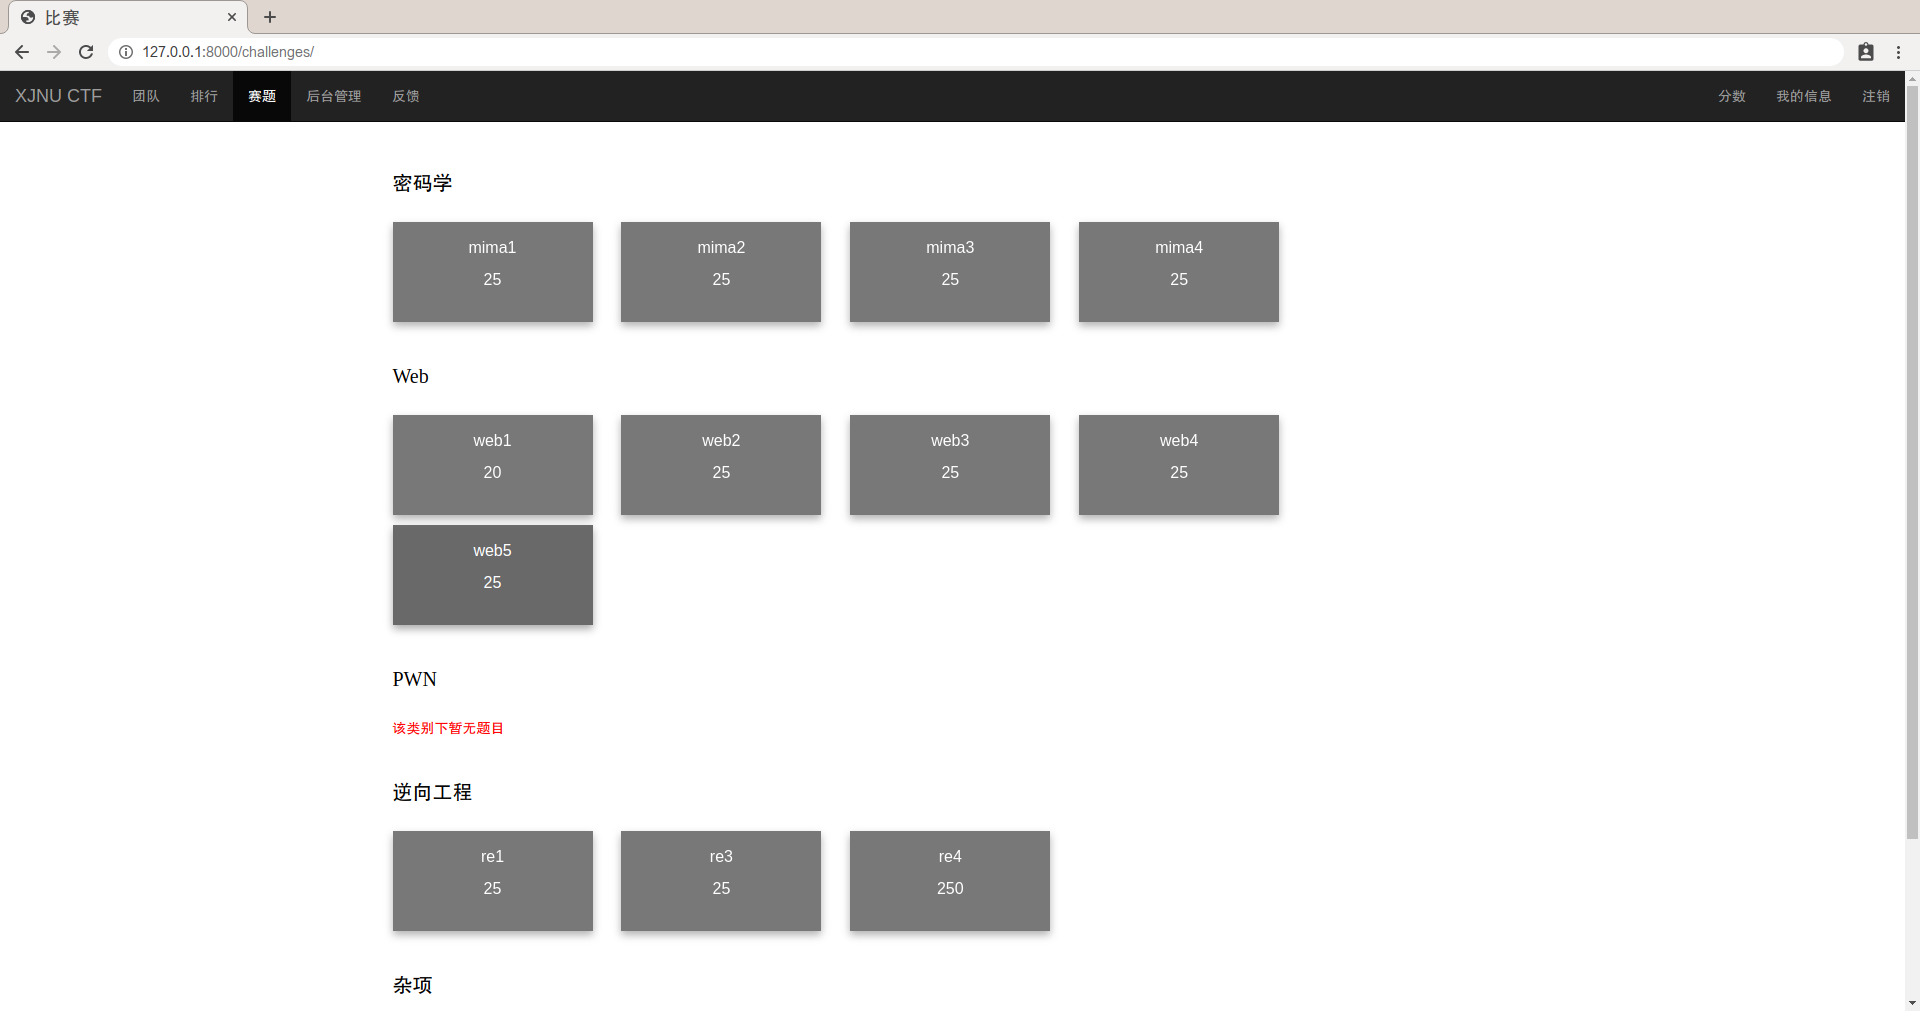 比赛
127.0.0.1:8000/challenges/
XJNU CTF 团队 排行 赛题 后台管理 反馈 分数 我的信息 注销
密码学
mima1 mima2 mima3 mima4
25 25 25 25
Web
web1 web2 web3 web4
20 25 25 25
web5
25
PWN
该类别下暂无题目
逆向工程
re1 re3 re4
25 25 250
杂项